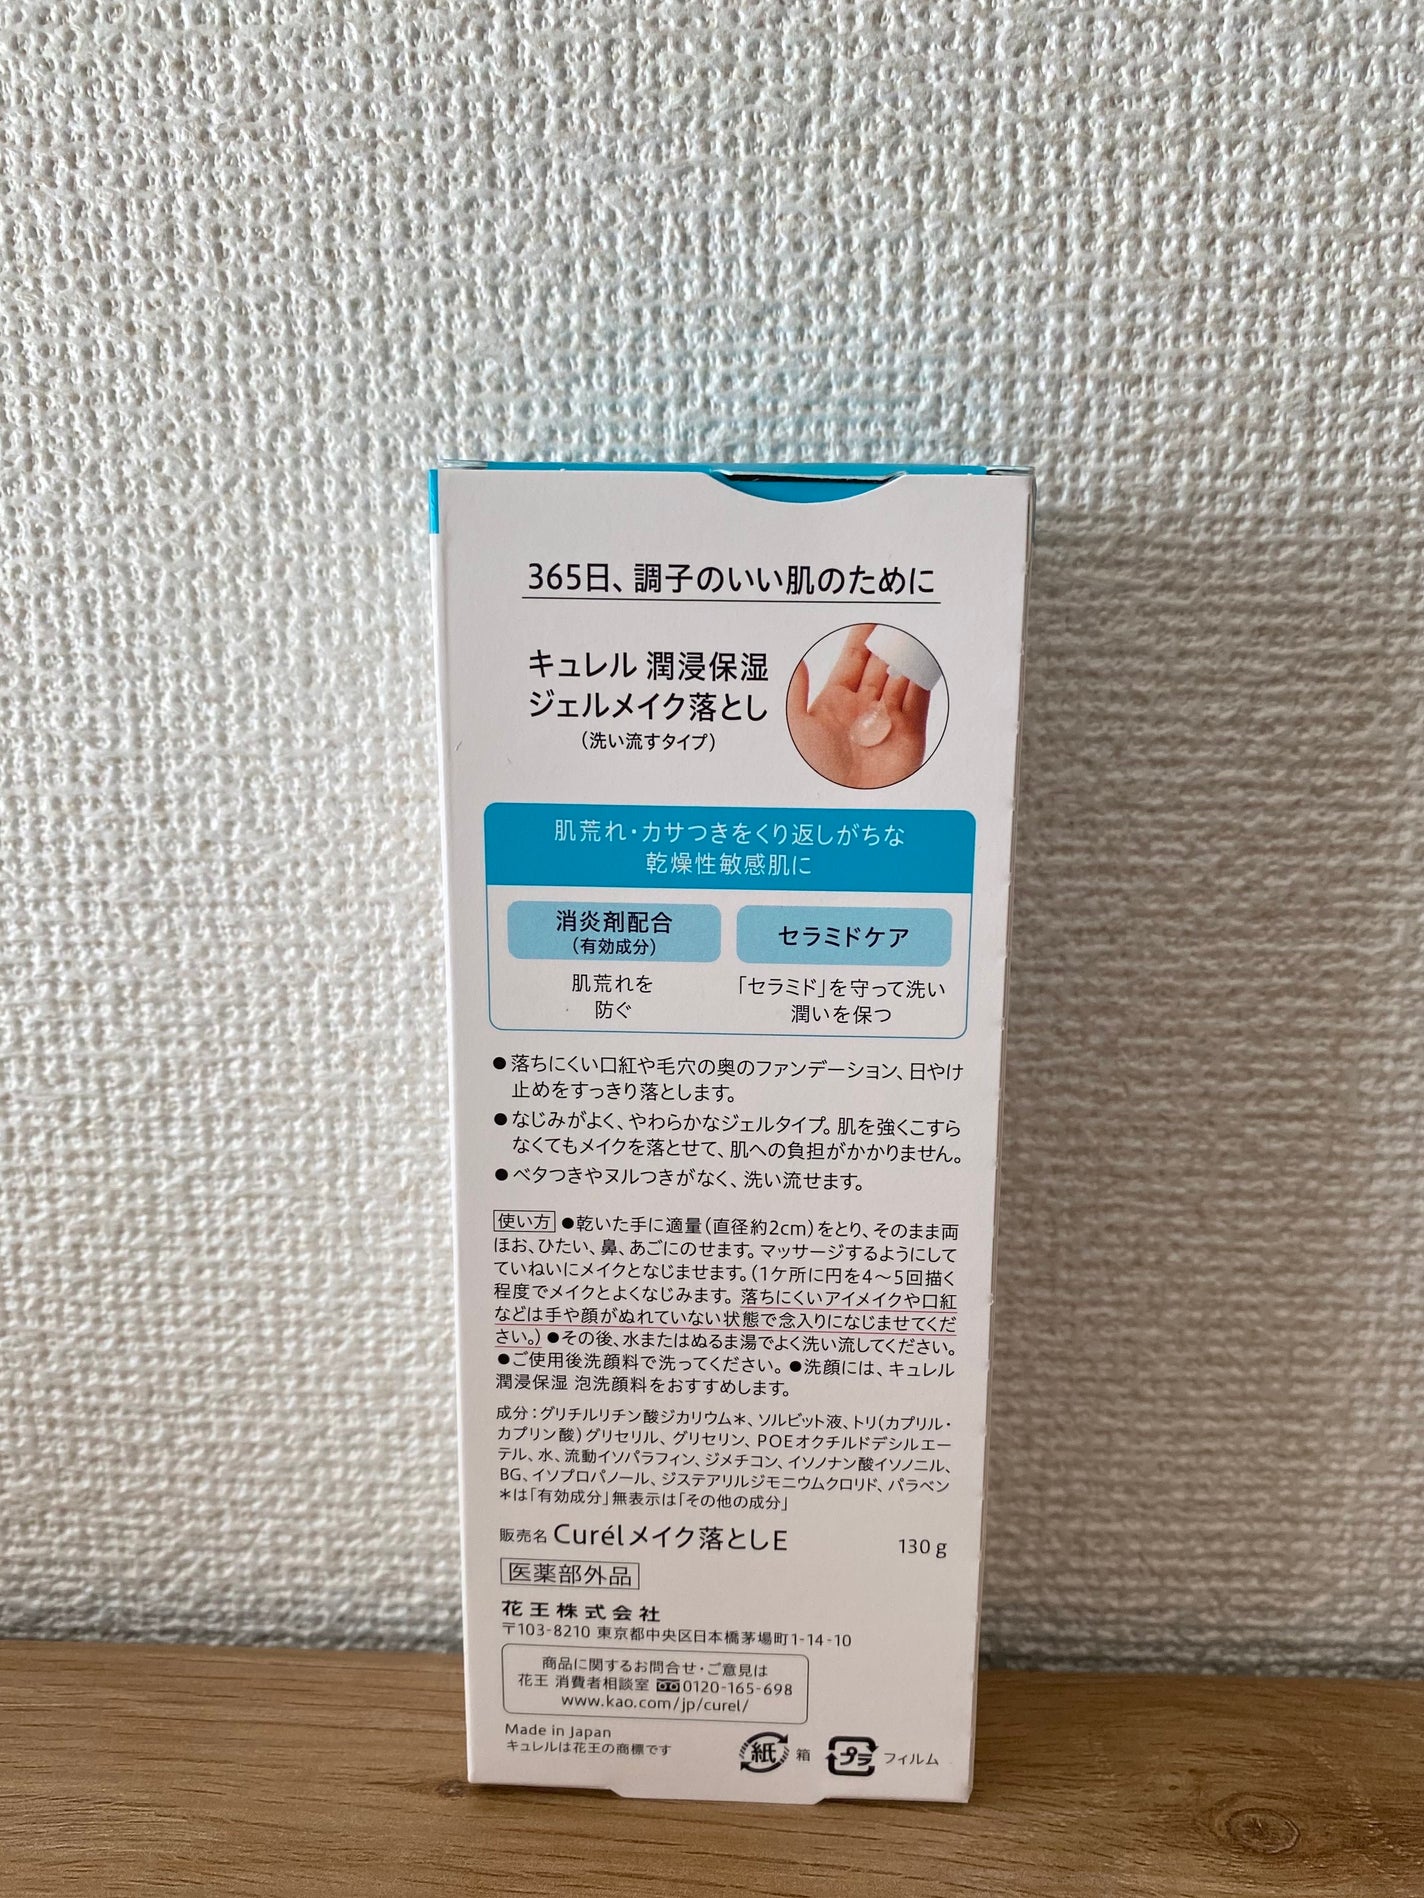 365日、調子のいい肌のために
キュレル 潤浸保湿
ジェルメイク落とし
(洗い流すタイプ)
肌荒れ・カサつきをくり返しがちな
乾燥性敏感肌に
消炎剤配合
(有効成分)
肌荒れを
防ぐ
セラミドケア
「セラミド」を守って洗い
潤いを保つ
●落ちにくい口紅や毛穴の奥のファンデーション、日やけ
止めをすっきり落とします。
●なじみがよく、やわらかなジェルタイプ。肌を強くこすら
なくてもメイクを落とせて、肌への負担がかかりません。
●ベタつきやヌルつきがなく、洗い流せます。
使い方 ●乾いた手に適量(直径約2cm)をとり、そのまま両
ほお、ひたい、鼻、あごにのせます。マッサージするようにして
ていねいにメイクとなじませます。(1ケ所に円を4〜5回描く
程度でメイクとよくなじみます。落ちにくいアイメイクや口紅
などは手や顔がぬれていない状態で念入りになじませてくだ
さい。)●その後、水またはぬるま湯でよく洗い流してください。
●ご使用後洗顔料で洗ってください。●洗顔には、キュレル
潤浸保湿 泡洗顔料をおすすめします。
成分:グリチルリチン酸ジカリウム*、ソルビット液、トリ(カプリル・
カプリン酸)グリセリル、グリセリン、POEオクチルドデシルエー
テル、水、流動イソパラフィン、ジメチコン、イソノナン酸イソノニル、
BG、イソプロパノール、ジステアリルジモニウムクロリド、パラベン
*は「有効成分」無表示は「その他の成分」
販売名 Curélメイク落としE 130 g
医薬部外品
花王株式会社
〒103-8210 東京都中央区日本橋茅場町1-14-10
商品に関するお問合せ・ご意見は
花王 消費者相談室 0120-165-698
www.kao.com/jp/curel/
Made in Japan
キュレルは花王の商標です
紙 箱 プラ フィルム